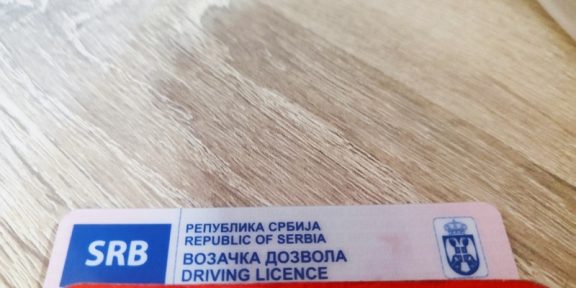 SRB
РЕПУБЛИКА СРБИЈА
REPUBLIC OF SERBIA
ВОЗАЧКА ДОЗВОЛА
DRIVING LICENCE